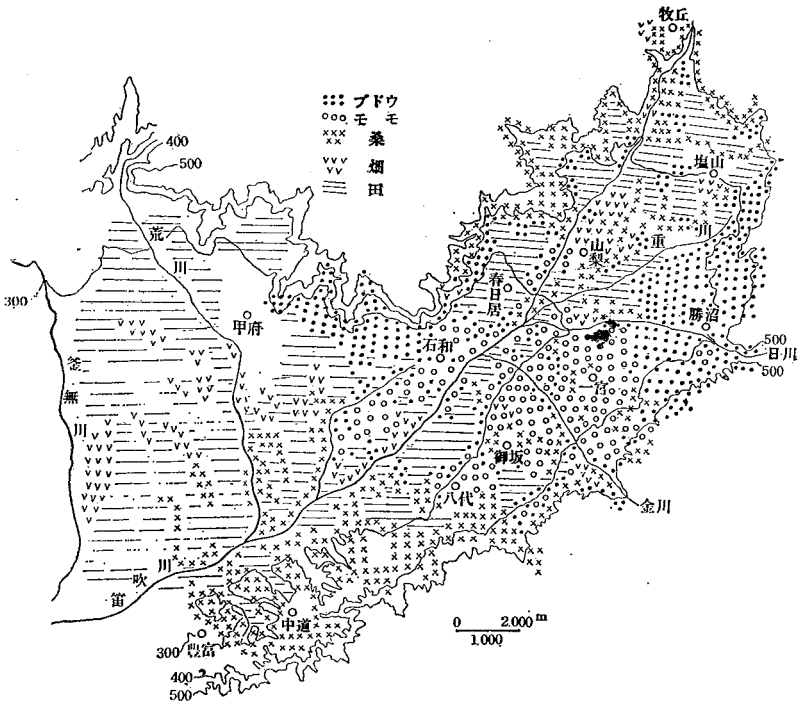 牧丘
ブドウ
モモ
桑
畑
田
400
500
塩山
荒川
重川
山梨
春日居
300
甲府
石和
勝沼
500
日川
500
一宮
釜無川
御坂
八代
金川
笛吹川
中道
0 2.000 m
1.000
300 豊富
400
500